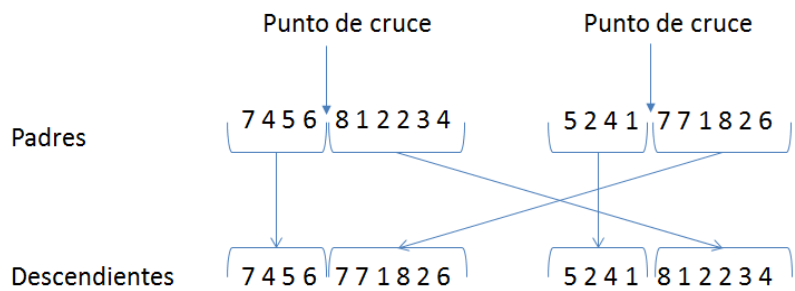 Punto de cruce Punto de cruce
Padres 7 4 5 6 8 1 2 2 3 4 5 2 4 1 7 7 1 8 2 6
Descendientes 7 4 5 6 7 7 1 8 2 6 5 2 4 1 8 1 2 2 3 4